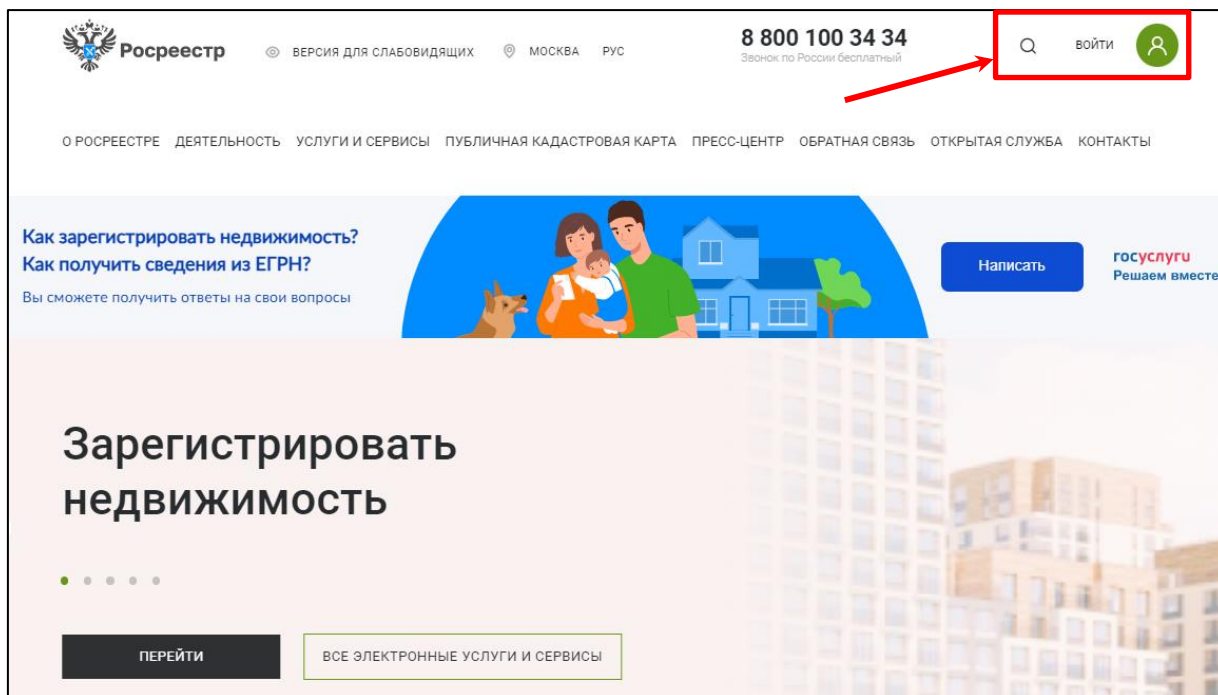 Росреестр ВЕРСИЯ ДЛЯ СЛАБОВИДЯЩИХ МОСКВА РУС 8 800 100 34 34 ВОЙТИ
Звонок по России бесплатный
О РОСРЕЕСТРЕ ДЕЯТЕЛЬНОСТЬ УСЛУГИ И СЕРВИСЫ ПУБЛИЧНАЯ КАДАСТРОВАЯ КАРТА ПРЕСС-ЦЕНТР ОБРАТНАЯ СВЯЗЬ ОТКРЫТАЯ СЛУЖБА КОНТАКТЫ
Как зарегистрировать недвижимость?
Как получить сведения из ЕГРН?
Вы сможете получить ответы на свои вопросы
Написать
госуслуги
Решаем вместе
Зарегистрировать
недвижимость
ПЕРЕЙТИ ВСЕ ЭЛЕКТРОННЫЕ УСЛУГИ И СЕРВИСЫ